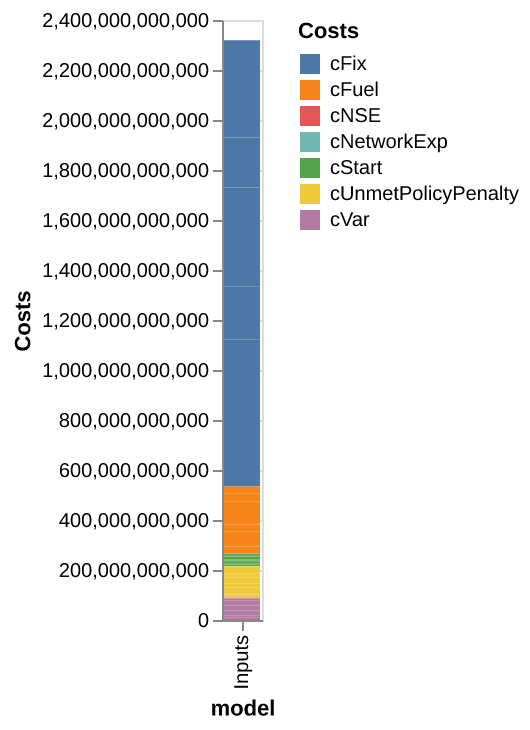 2,400,000,000,000
2,200,000,000,000
2,000,000,000,000
1,800,000,000,000
1,600,000,000,000
1,400,000,000,000
1,200,000,000,000
1,000,000,000,000
800,000,000,000
600,000,000,000
400,000,000,000
200,000,000,000
0
Costs
Inputs
model
Costs
cFix
cFuel
cNSE
cNetworkExp
cStart
cUnmetPolicyPenalty
cVar